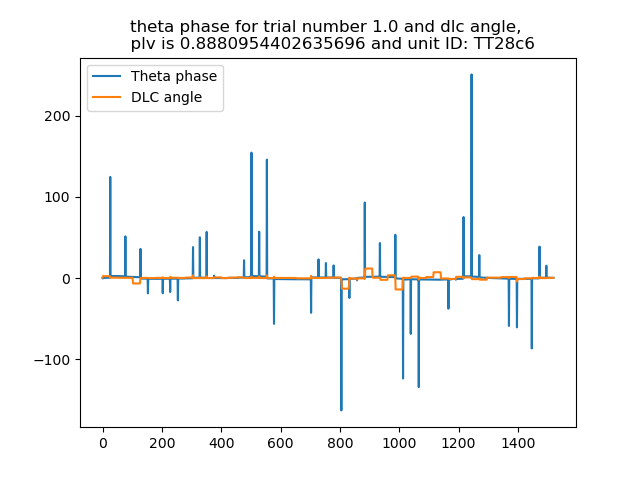 theta phase for trial number 1.0 and dlc angle,
plv is 0.8880954402635696 and unit ID: TT28c6
Theta phase
DLC angle
200
100
0
−100
0 200 400 600 800 1000 1200 1400